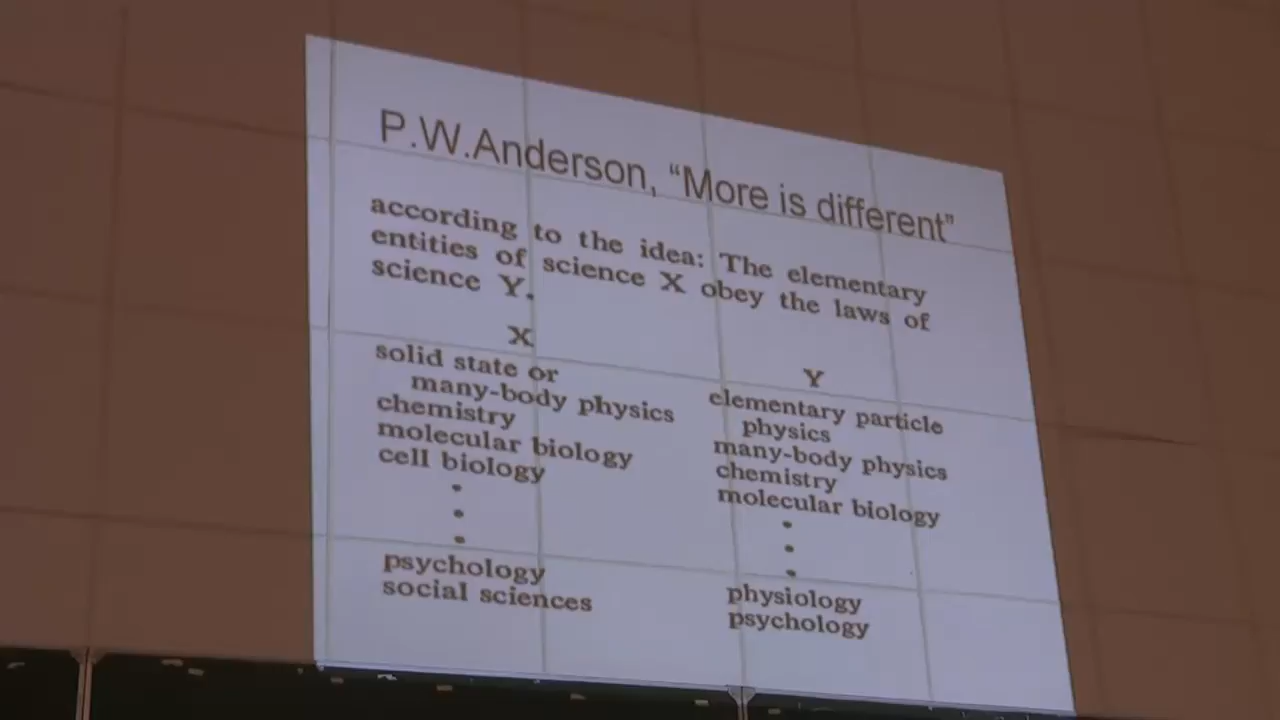 P.W.Anderson, “More is different”
according to the idea: The elementary
entities of science X obey the laws of
science Y.
X
Y
solid state or
many-body physics
elementary particle
physics
chemistry
many-body physics
molecular biology
chemistry
cell biology
molecular biology
psychology
physiology
social sciences
psychology